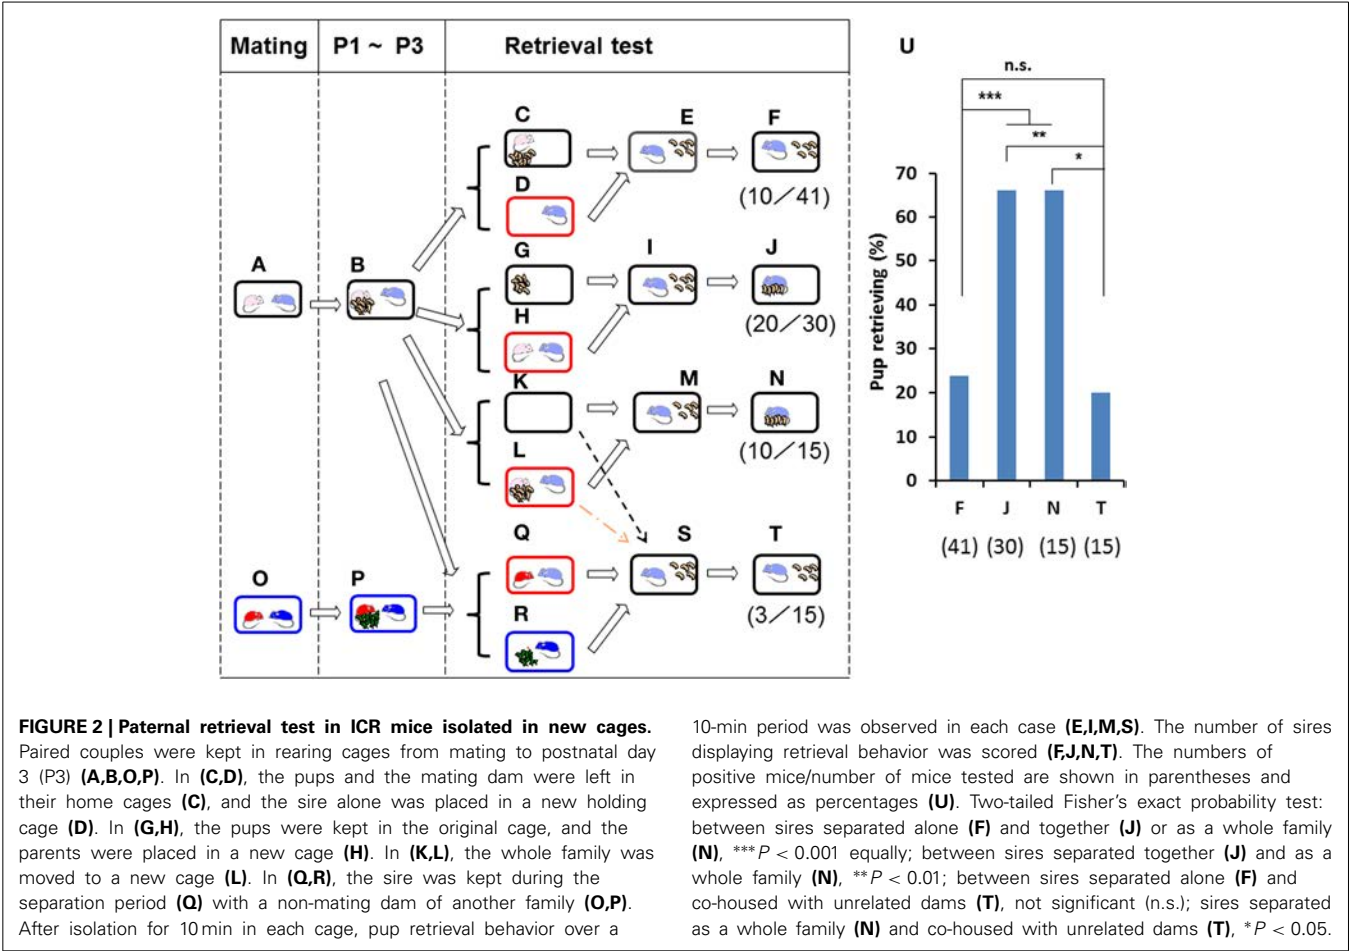 Mating P1 ~ P3 Retrieval test
C E F
D
(10/41)
A B G I J
H
(20/30)
K M N
L
(10/15)
Q S T
O P
R
(3/15)
U
n.s.
***
**
*
Pup retrieving (%)
70
60
50
40
30
20
10
0
F J N T
(41) (30) (15) (15)
FIGURE 2 | Paternal retrieval test in ICR mice isolated in new cages.
Paired couples were kept in rearing cages from mating to postnatal day
3 (P3) (A,B,O,P). In (C,D), the pups and the mating dam were left in
their home cages (C), and the sire alone was placed in a new holding
cage (D). In (G,H), the pups were kept in the original cage, and the
parents were placed in a new cage (H). In (K,L), the whole family was
moved to a new cage (L). In (Q,R), the sire was kept during the
separation period (Q) with a non-mating dam of another family (O,P).
After isolation for 10 min in each cage, pup retrieval behavior over a
10-min period was observed in each case (E,I,M,S). The number of sires
displaying retrieval behavior was scored (F,J,N,T). The numbers of
positive mice/number of mice tested are shown in parentheses and
expressed as percentages (U). Two-tailed Fisher's exact probability test:
between sires separated alone (F) and together (J) or as a whole family
(N), ***P < 0.001 equally; between sires separated together (J) and as a
whole family (N), **P < 0.01; between sires separated alone (F) and
co-housed with unrelated dams (T), not significant (n.s.); sires separated
as a whole family (N) and co-housed with unrelated dams (T), *P < 0.05.